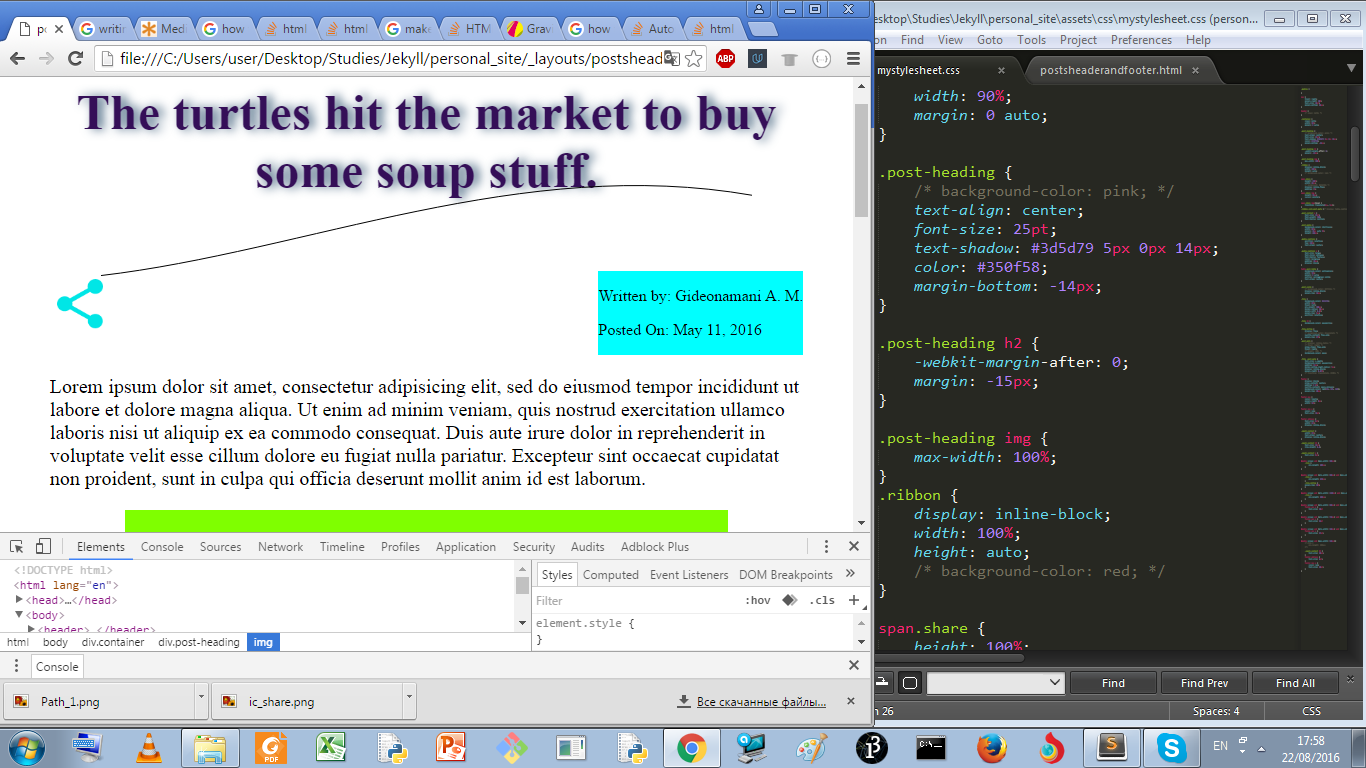 esktop\Studies\Jekyll\personal_site\assets\css\mystylesheet.css (person...
po
writin
Medi
how
html
html
make
HTM
Grav
how
Auto
html
file:///C:/Users/user/Desktop/Studies/Jekyll/personal_site/_layouts/postshead
ABP
on Find View Goto Tools Project Preferences Help
mystylesheet.css
postsheaderandfooter.html
The turtles hit the market to buy
some soup stuff.
Written by: Gideonamani A. M.
Posted On: May 11, 2016
Lorem ipsum dolor sit amet, consectetur adipisicing elit, sed do eiusmod tempor incididunt ut
labore et dolore magna aliqua. Ut enim ad minim veniam, quis nostrud exercitation ullamco
laboris nisi ut aliquip ex ea commodo consequat. Duis aute irure dolor in reprehenderit in
voluptate velit esse cillum dolore eu fugiat nulla pariatur. Excepteur sint occaecat cupidatat
non proident, sunt in culpa qui officia deserunt mollit anim id est laborum.
width: 90%;
margin: 0 auto;
}
.post-heading {
/* background-color: pink; */
text-align: center;
font-size: 25pt;
text-shadow: #3d5d79 5px 0px 14px;
color: #350f58;
margin-bottom: -14px;
}
.post-heading h2 {
-webkit-margin-after: 0;
margin: -15px;
}
.post-heading img {
max-width: 100%;
}
.ribbon {
display: inline-block;
width: 100%;
height: auto;
/* background-color: red; */
}
span.share {
height: 100%;
Elements Console Sources Network Timeline Profiles Application Security Audits Adblock Plus
<!DOCTYPE html>
<html lang="en">
<head>…</head>
<body>
<header> </header>
html body div.container div.post-heading img
Styles Computed Event Listeners DOM Breakpoints »
Filter :hov .cls +
element.style {
}
Console
Path_1.png
ic_share.png
Все скачанные файлы...
Find Find Prev Find All
n 26
Spaces: 4
CSS
PDF
EN
17:58
22/08/2016